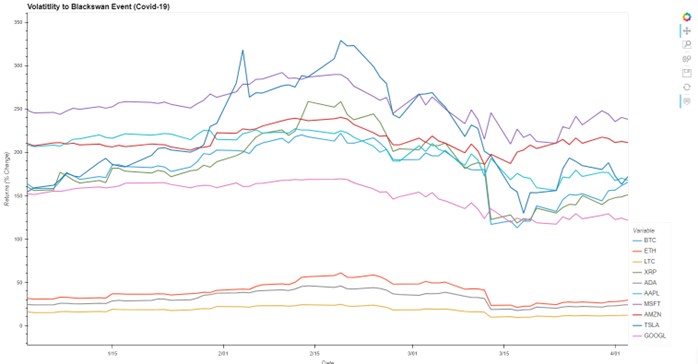 Volatitliy to Blackswan Event (Covid-19)
Returns (% Change)
350
300
250
200
150
100
50
0
1/15
2/01
2/15
3/01
3/15
4/01
Date
Variable
BTC
ETH
LTC
XRP
ADA
AAPL
MSFT
AMZN
TSLA
GOOGL